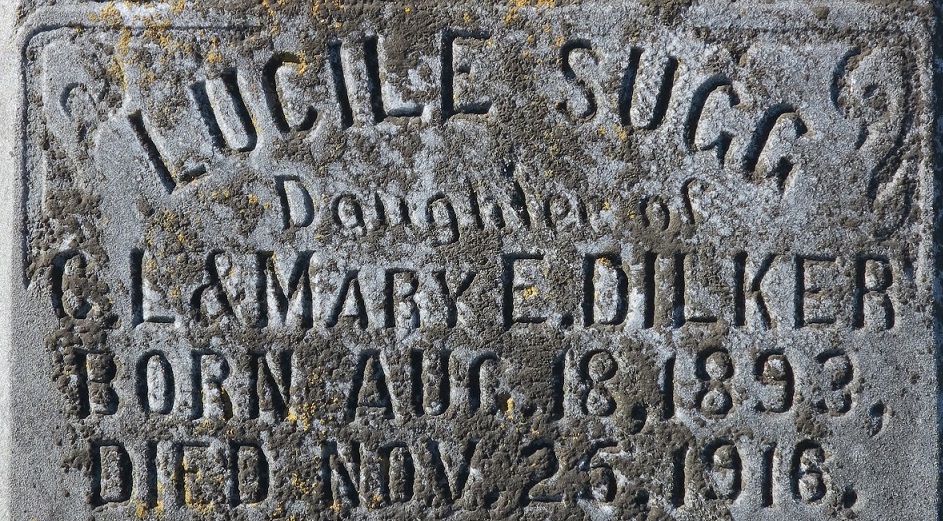 LUCILE SUGG
Daughter of
C. L. & MARY E. DILKER
BORN AUG. 18, 1893,
DIED NOV. 25, 1916.